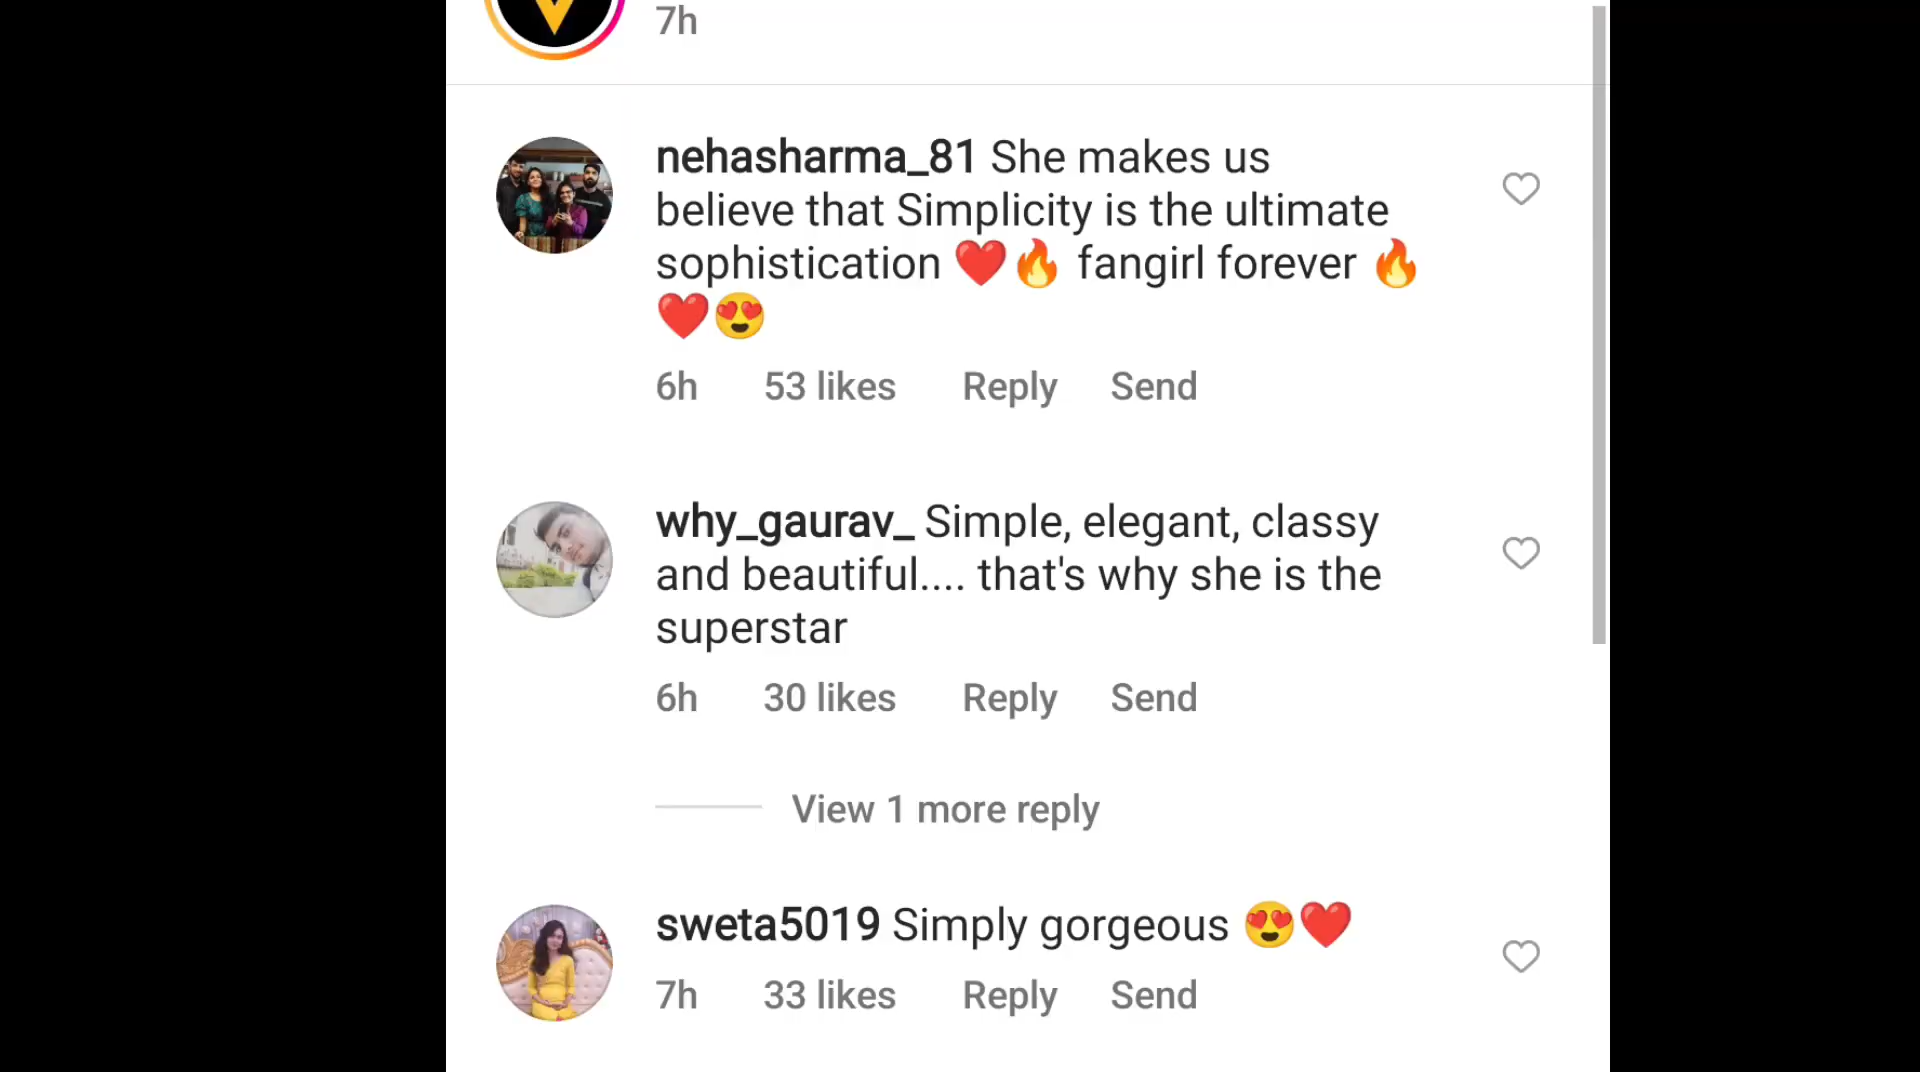 7h
nehasharma_81 She makes us
believe that Simplicity is the ultimate
sophistication ❤️🔥 fangirl forever 🔥
❤️😍
6h 53 likes Reply Send
why_gaurav_ Simple, elegant, classy
and beautiful.... that's why she is the
superstar
6h 30 likes Reply Send
View 1 more reply
sweta5019 Simply gorgeous 😍❤️
7h 33 likes Reply Send